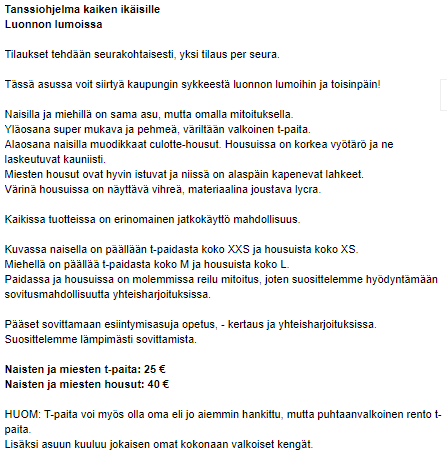 Tanssiohjelma kaiken ikäisille
Luonnon lumoissa
Tilaukset tehdään seurakohtaisesti, yksi tilaus per seura.
Tässä asussa voit siirtyä kaupungin sykkeestä luonnon lumoihin ja toisinpäin!
Naisilla ja miehillä on sama asu, mutta omalla mitoituksella.
Yläosana super mukava ja pehmeä, väriltään valkoinen t-paita.
Alaosana naisilla muodikkaat culotte-housut. Housuissa on korkea vyötärö ja ne
laskeutuvat kauniisti.
Miesten housut ovat hyvin istuvat ja niissä on alaspäin kapenevat lahkeet.
Värinä housuissa on näyttävä vihreä, materiaalina joustava lycra.
Kaikissa tuotteissa on erinomainen jatkokäyttö mahdollisuus.
Kuvassa naisella on päällään t-paidasta koko XXS ja housuista koko XS.
Miehellä on päällää t-paidasta koko M ja housuista koko L.
Paidassa ja housuissa on molemmissa reilu mitoitus, joten suosittelemme hyödyntämään
sovitusmahdollisuutta yhteisharjoituksissa.
Pääset sovittamaan esiintymisasuja opetus, - kertaus ja yhteisharjoituksissa.
Suosittelemme lämpimästi sovittamista.
Naisten ja miesten t-paita: 25 €
Naisten ja miesten housut: 40 €
HUOM: T-paita voi myös olla oma eli jo aiemmin hankittu, mutta puhtaanvalkoinen rento t-
paita.
Lisäksi asuun kuuluu jokaisen omat kokonaan valkoiset kengät.